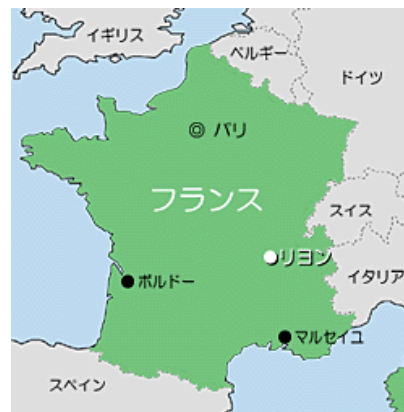 イギリス
ベルギー
ドイツ
パリ
フランス
スイス
リヨン
イタリア
ボルドー
マルセイユ
スペイン